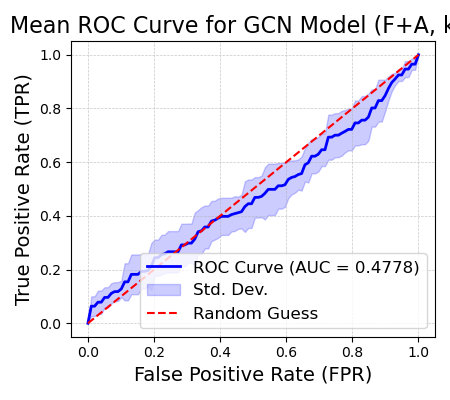 Mean ROC Curve for GCN Model (F+A, k
True Positive Rate (TPR)
1.0
0.8
0.6
0.4
0.2
0.0
ROC Curve (AUC = 0.4778)
Std. Dev.
Random Guess
0.0 0.2 0.4 0.6 0.8 1.0
False Positive Rate (FPR)